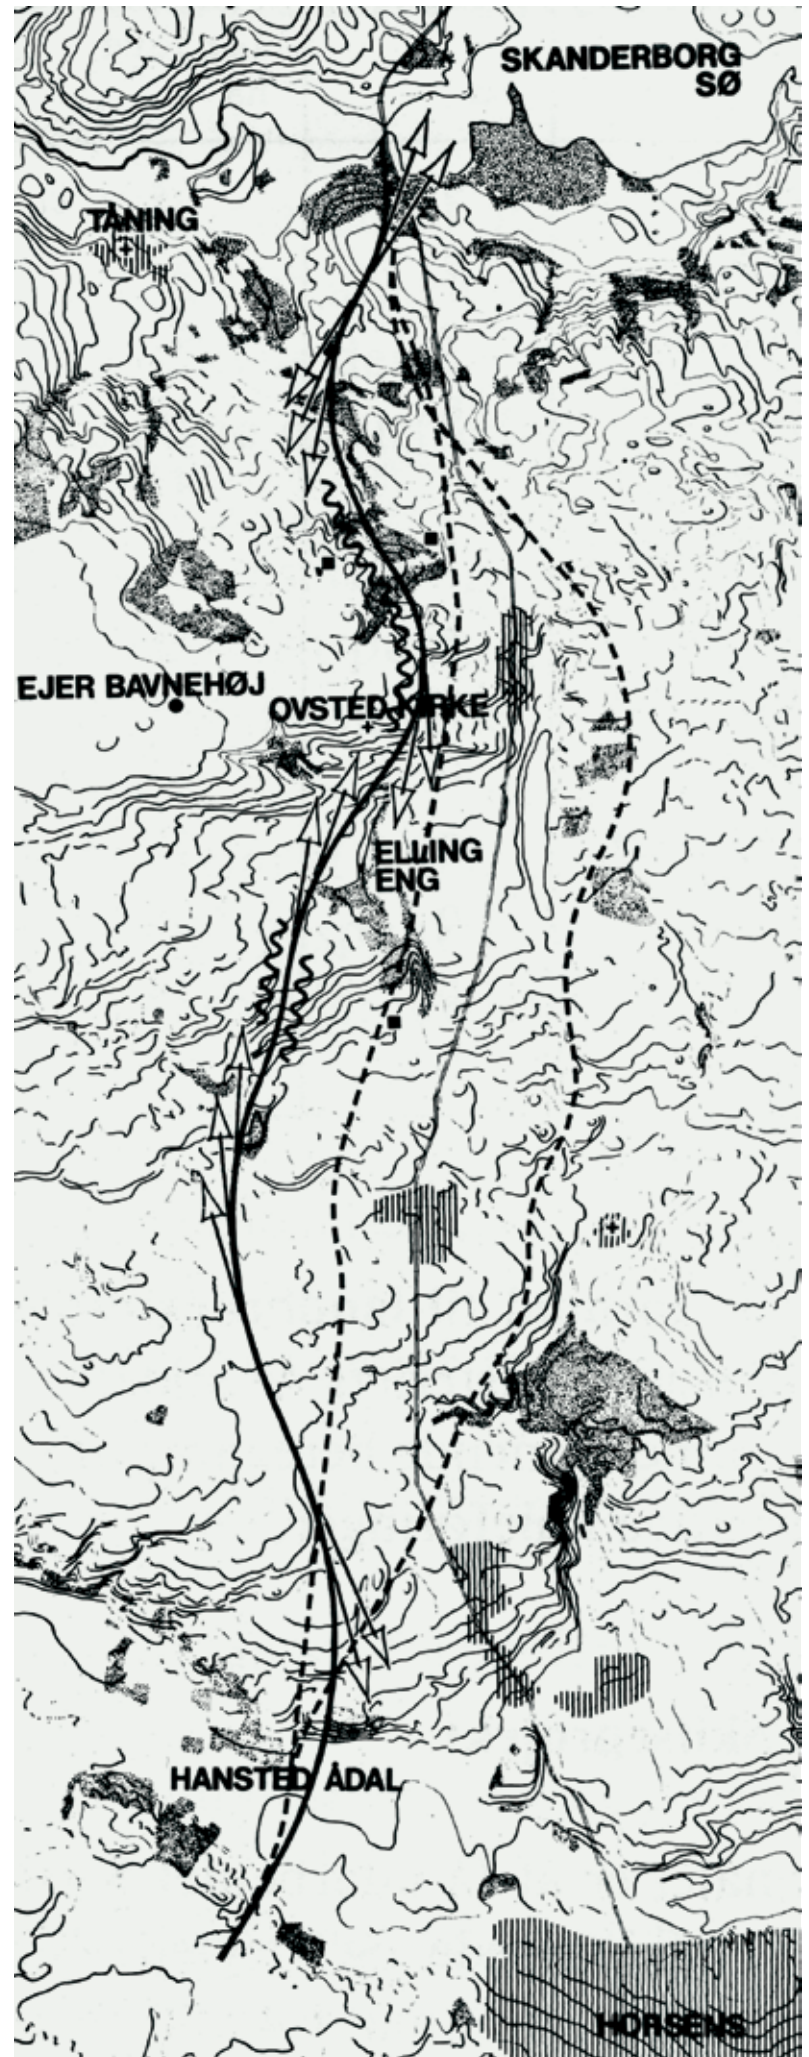 SKANDERBORG
SØ
TÅNING
EJER BAVNEHØJ
OVSTED KIRKE
ELLING
ENG
HANSTED ÅDAL
HORSENS